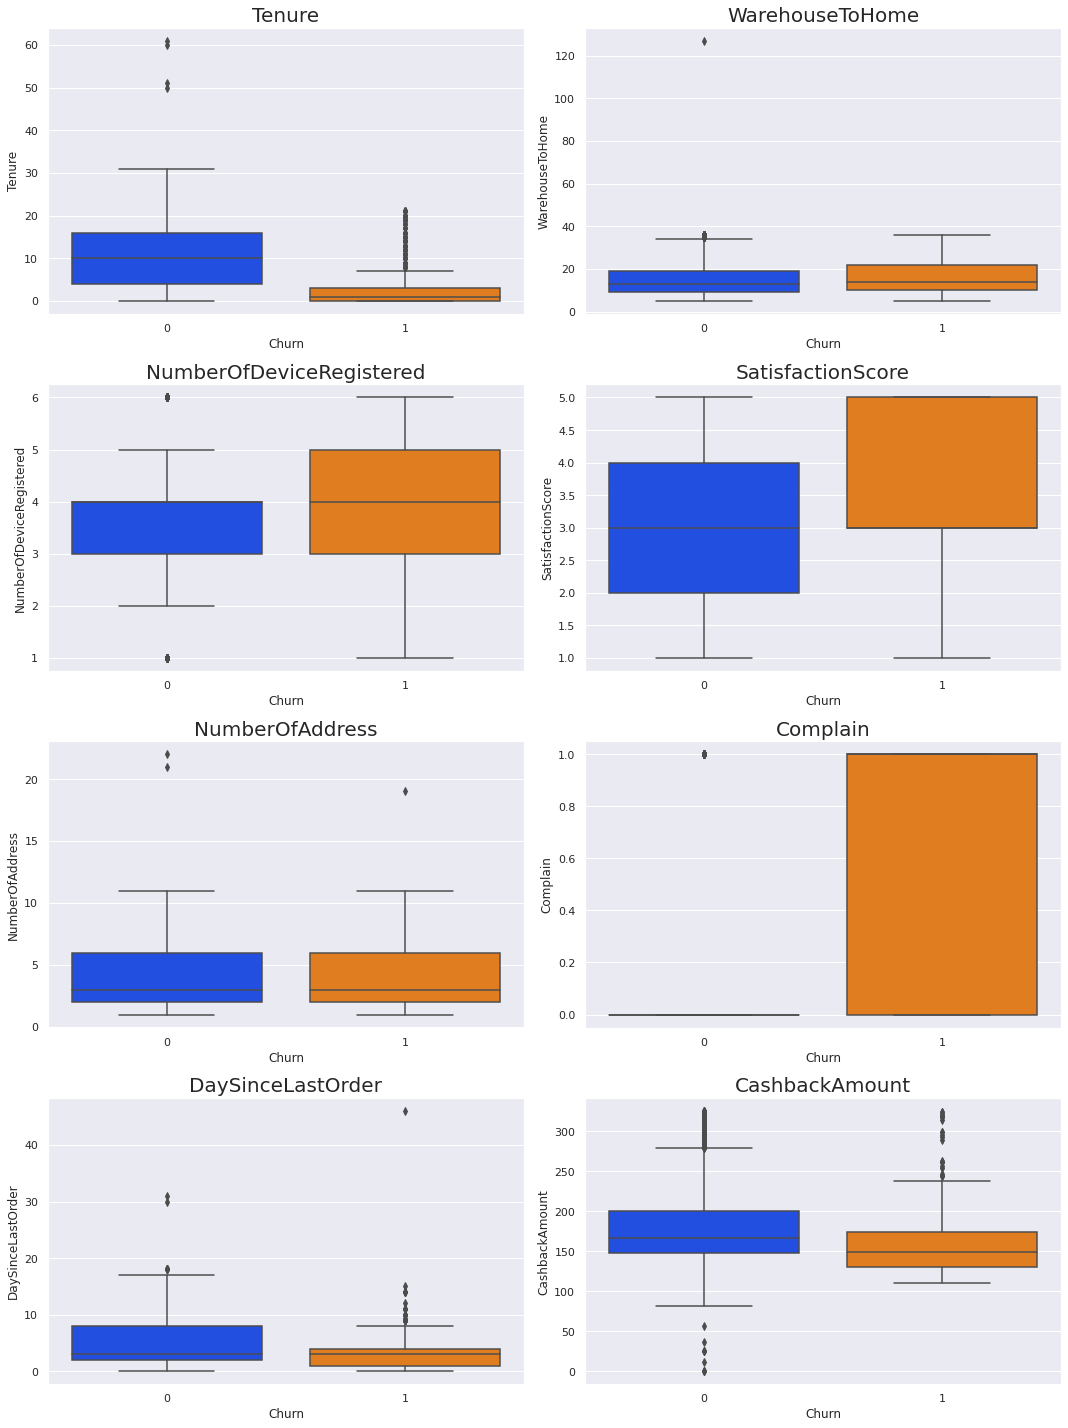 Tenure
60
50
40
30
20
10
0
Tenure
0 1
Churn
WarehouseToHome
120
100
80
60
40
20
0
WarehouseToHome
0 1
Churn
NumberOfDeviceRegistered
6
5
4
3
2
1
NumberOfDeviceRegistered
0 1
Churn
SatisfactionScore
5.0
4.5
4.0
3.5
3.0
2.5
2.0
1.5
1.0
SatisfactionScore
0 1
Churn
NumberOfAddress
20
15
10
5
0
NumberOfAddress
0 1
Churn
Complain
1.0
0.8
0.6
0.4
0.2
0.0
Complain
0 1
Churn
DaySinceLastOrder
40
30
20
10
0
DaySinceLastOrder
0 1
Churn
CashbackAmount
300
250
200
150
100
50
0
CashbackAmount
0 1
Churn